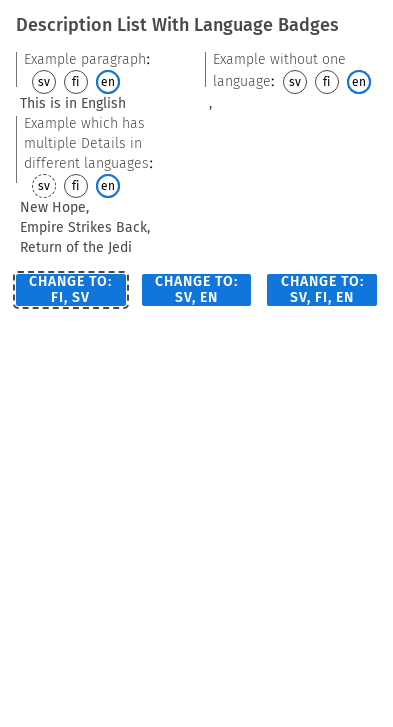 Description List With Language Badges
Example paragraph:
sv fi en
This is in English
Example without one
language: sv fi en
,
Example which has
multiple Details in
different languages:
sv fi en
New Hope,
Empire Strikes Back,
Return of the Jedi
CHANGE TO:
FI, SV
CHANGE TO:
SV, EN
CHANGE TO:
SV, FI, EN